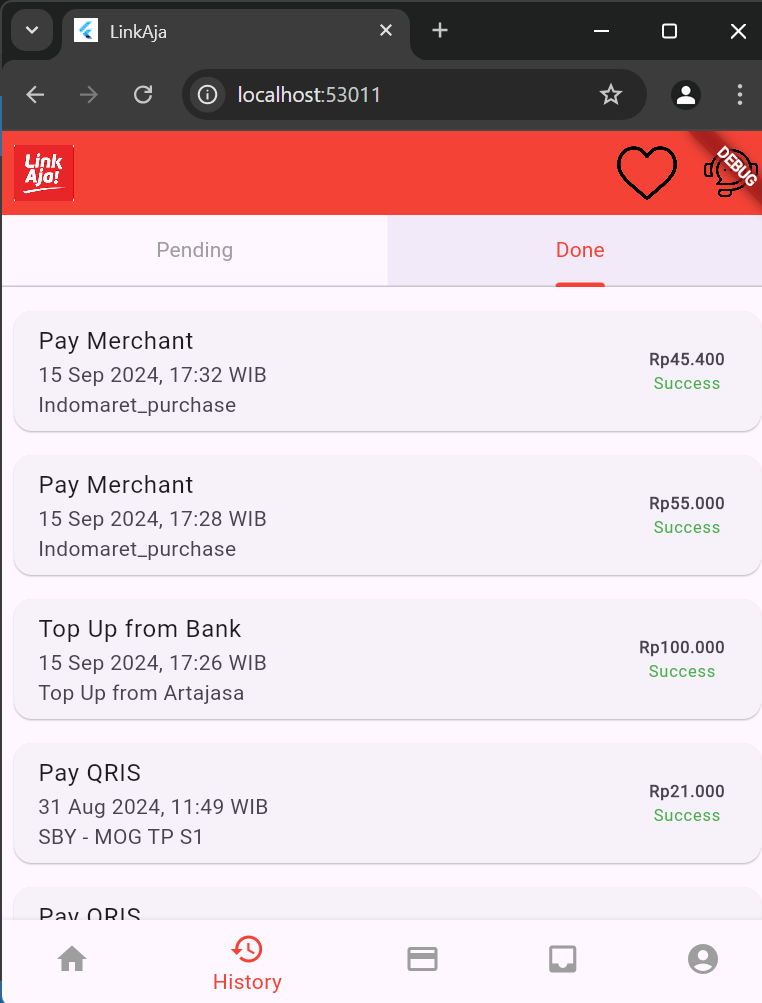 LinkAja
localhost:53011
Link
Aja!
DEBUG
Pending
Done
Pay Merchant
15 Sep 2024, 17:32 WIB
Indomaret_purchase
Rp45.400
Success
Pay Merchant
15 Sep 2024, 17:28 WIB
Indomaret_purchase
Rp55.000
Success
Top Up from Bank
15 Sep 2024, 17:26 WIB
Top Up from Artajasa
Rp100.000
Success
Pay QRIS
31 Aug 2024, 11:49 WIB
SBY - MOG TP S1
Rp21.000
Success
Pay QRIS
History